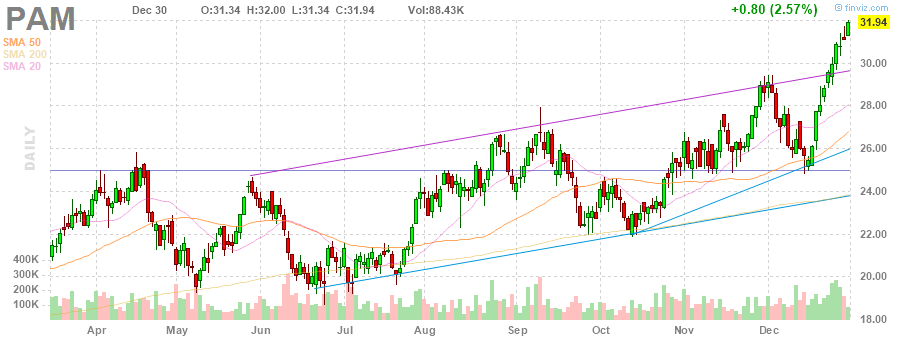 PAM
Dec 30
O:31.34 H:32.00 L:31.34 C:31.94 Vol:88.43K
+0.80 (2.57%)
© finviz.com
SMA 50
SMA 200
SMA 20
DAILY
31.94
30.00
28.00
26.00
24.00
22.00
20.00
18.00
400K
300K
200K
100K
Apr May Jun Jul Aug Sep Oct Nov Dec